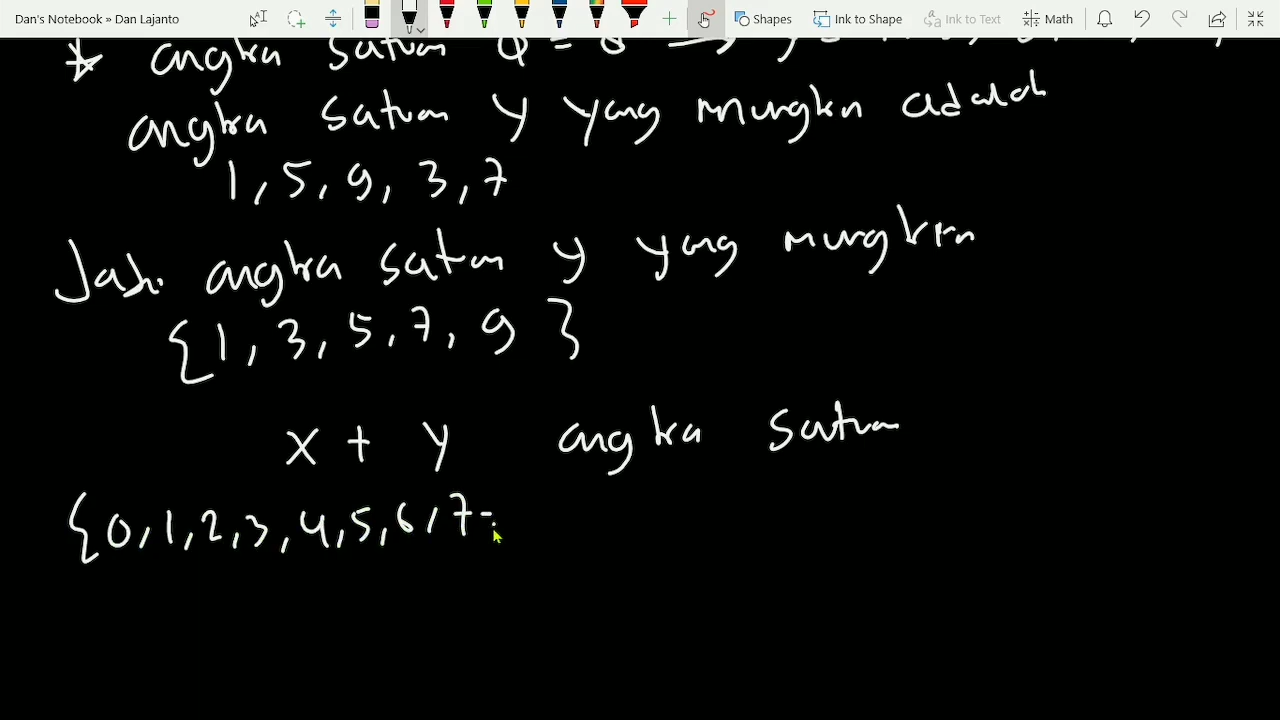 Dan's Notebook » Dan Lajanto
Shapes Ink to Shape Ink to Text Math
* angka satuan
angka satuan y yang mungkin adalah
1, 5, 9, 3, 7
Jadi angka satuan y yang mungkin
{1, 3, 5, 7, 9 }
x + y angka satuan
{0, 1, 2, 3, 4, 5, 6, 7